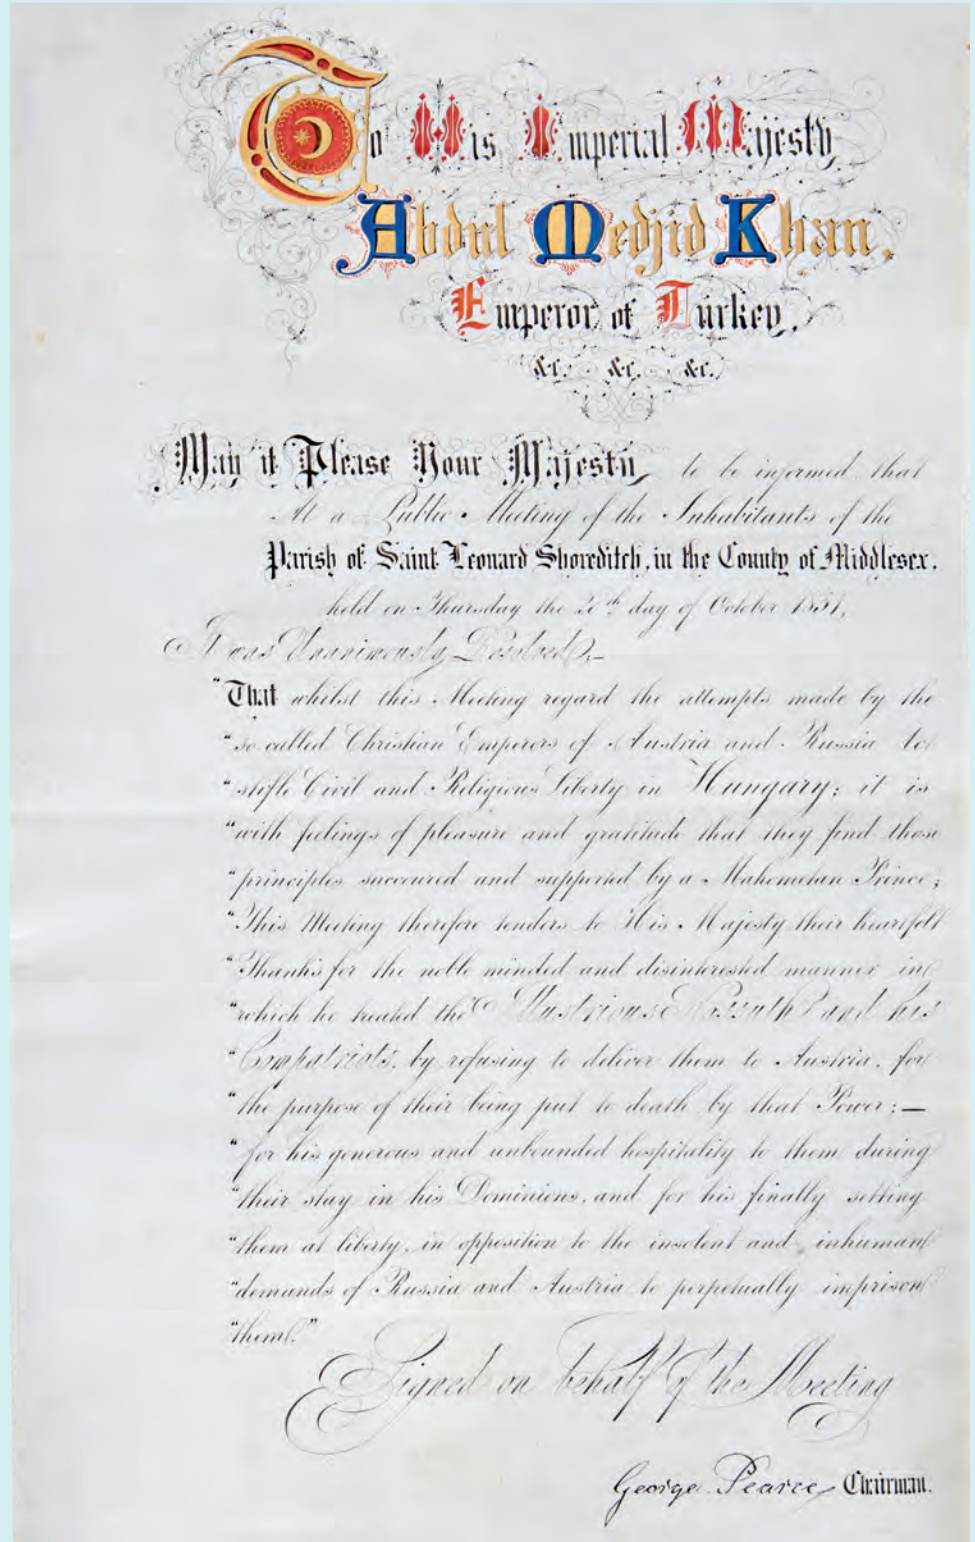 To His Imperial Majesty
Abdul Medjid Khan,
Emperor of Turkey,
&c. &c. &c.
May it Please Your Majesty, to be informed that
At a Public Meeting of the Inhabitants of the
Parish of Saint Leonard Shoreditch, in the County of Middlesex.
held on Thursday the 20th day of October 1851,
It was Unanimously Resolved,—
"That whilst this Meeting regard the attempts made by the
"so called Christian Emperors of Austria and Russia to
"stifle Civil and Religious Liberty in Hungary; it is
"with feelings of pleasure and gratitude that they find those
"principles succoured and supported by a Mahometan Prince;
"This Meeting therefore tenders to His Majesty their heartfelt
"Thanks for the noble minded and disinterested manner in
"which he treated the Illustrious Kossuth and his
"Compatriots, by refusing to deliver them to Austria, for
"the purpose of their being put to death by that Power;—
"for his generous and unbounded hospitality to them during
"their stay in his Dominions, and for his finally setting
"them at liberty, in opposition to the insolent and inhuman
"demands of Russia and Austria to perpetually imprison
"them."
Signed on behalf of the Meeting
George Pearce, Chairman.